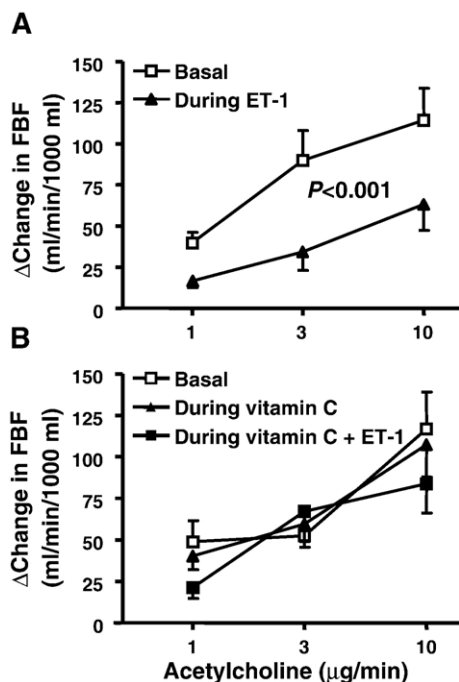 A
Basal
During ET-1
ΔChange in FBF
(ml/min/1000 ml)
150
125
100
75
50
25
0
P<0.001
1 3 10
B
Basal
During vitamin C
During vitamin C + ET-1
ΔChange in FBF
(ml/min/1000 ml)
150
125
100
75
50
25
0
1 3 10
Acetylcholine (μg/min)